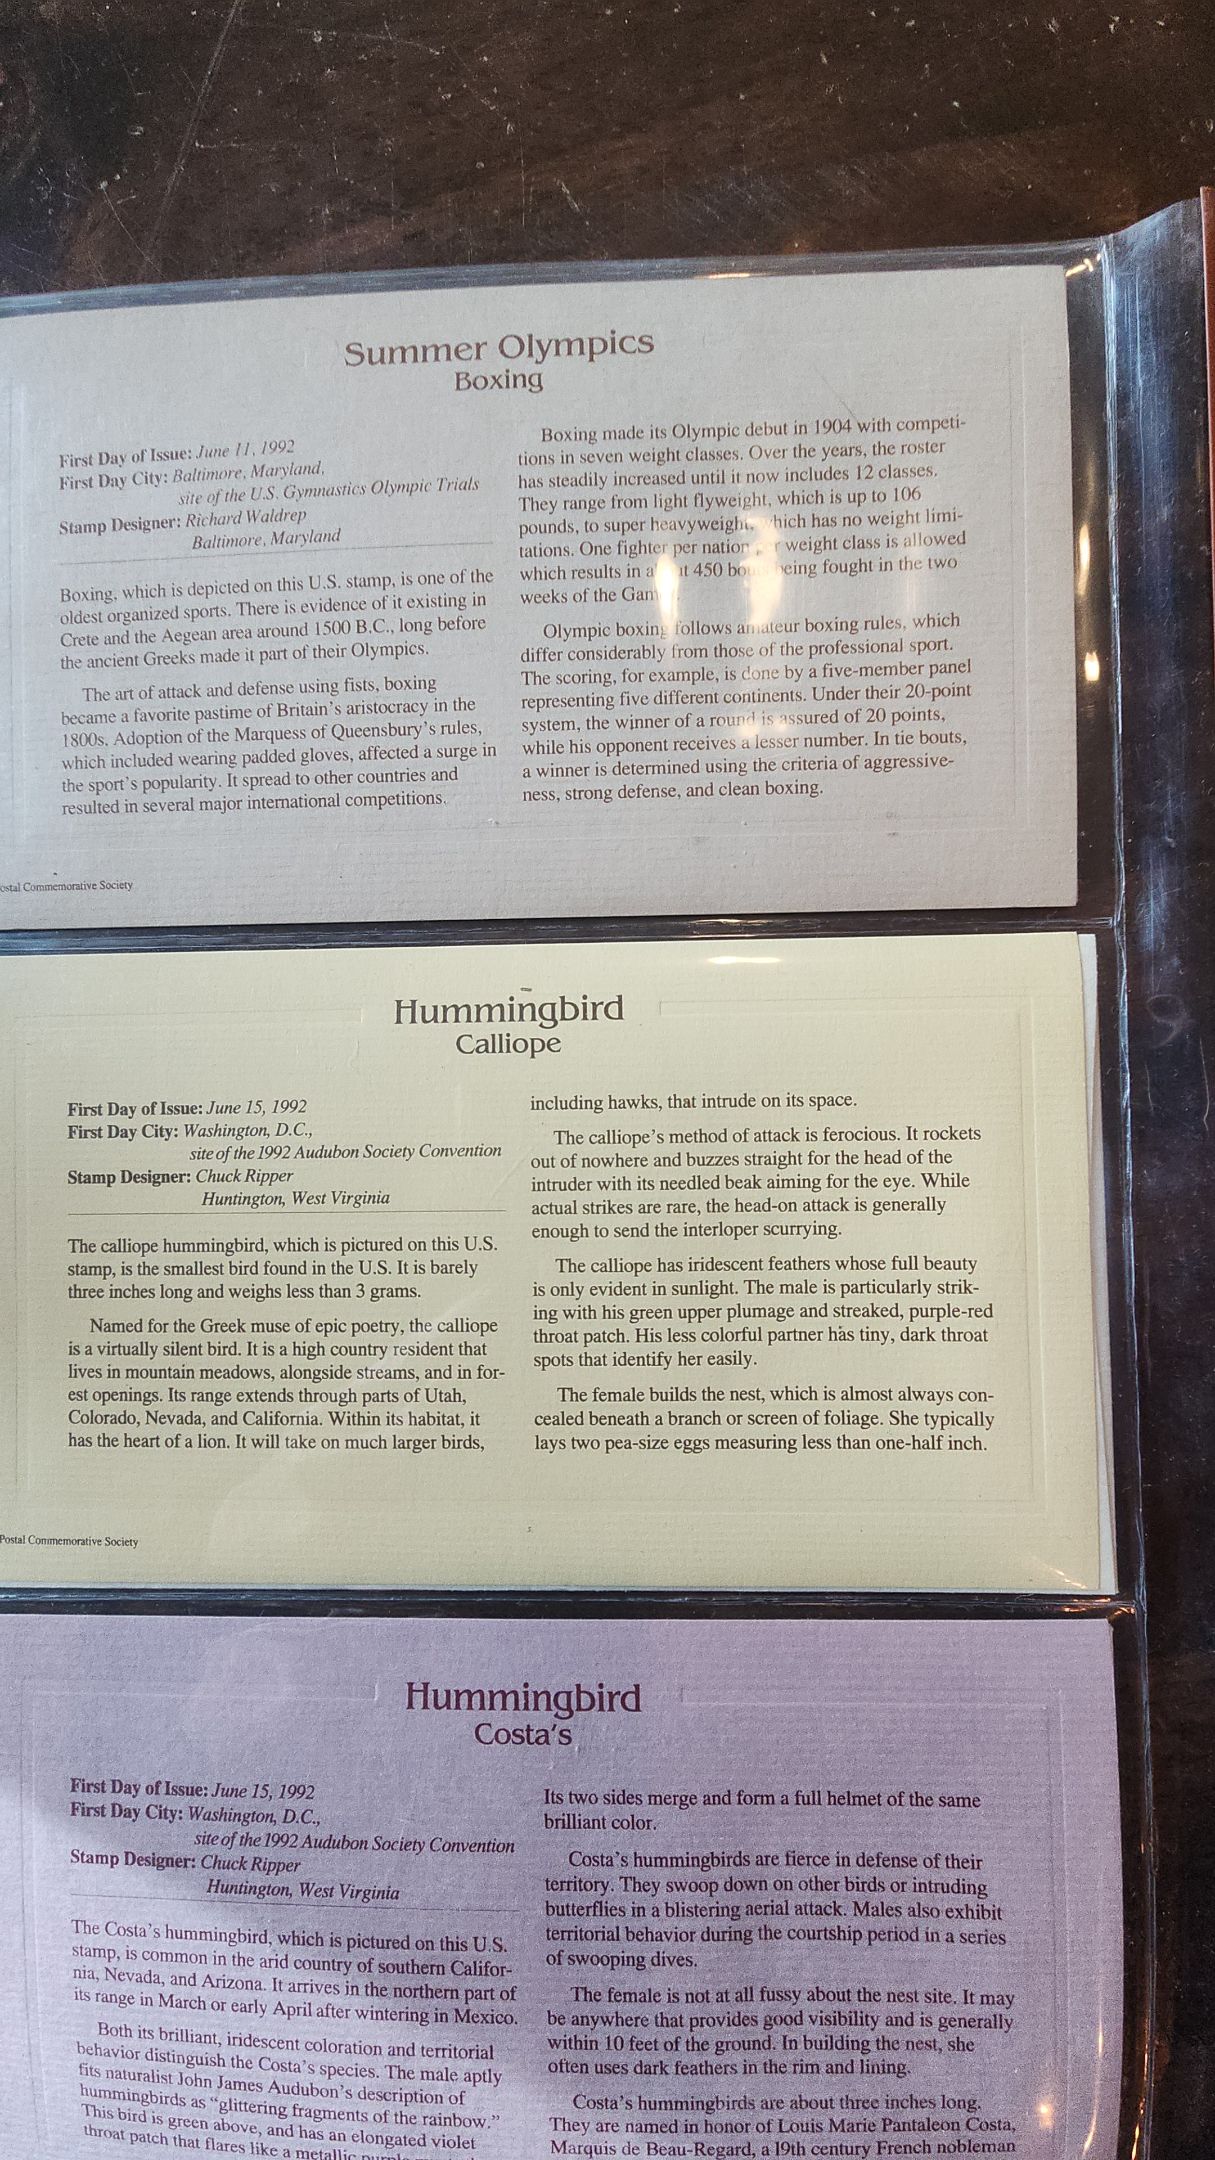 Summer Olympics
Boxing
First Day of Issue: June 11, 1992
First Day City: Baltimore, Maryland,
site of the U.S. Gymnastics Olympic Trials
Stamp Designer: Richard Waldrep
Baltimore, Maryland
Boxing, which is depicted on this U.S. stamp, is one of the
oldest organized sports. There is evidence of it existing in
Crete and the Aegean area around 1500 B.C., long before
the ancient Greeks made it part of their Olympics.
The art of attack and defense using fists, boxing
became a favorite pastime of Britain's aristocracy in the
1800s. Adoption of the Marquess of Queensbury's rules,
which included wearing padded gloves, affected a surge in
the sport's popularity. It spread to other countries and
resulted in several major international competitions.
Boxing made its Olympic debut in 1904 with competi-
tions in seven weight classes. Over the years, the roster
has steadily increased until it now includes 12 classes.
They range from light flyweight, which is up to 106
pounds, to super heavyweight, which has no weight limi-
tations. One fighter per nation weight class is allowed
which results in 450 being fought in the two
weeks of the
Olympic boxing follows amateur boxing rules, which
differ considerably from those of the professional sport.
The scoring, for example, is done by a five-member panel
representing five different continents. Under their 20-point
system, the winner of a round is assured of 20 points,
while his opponent receives a lesser number. In tie bouts,
a winner is determined using the criteria of aggressive-
ness, strong defense, and clean boxing.
ostal Commemorative Society
Hummingbird
Calliope
First Day of Issue: June 15, 1992
First Day City: Washington, D.C.,
site of the 1992 Audubon Society Convention
Stamp Designer: Chuck Ripper
Huntington, West Virginia
The calliope hummingbird, which is pictured on this U.S.
stamp, is the smallest bird found in the U.S. It is barely
three inches long and weighs less than 3 grams.
Named for the Greek muse of epic poetry, the calliope
is a virtually silent bird. It is a high country resident that
lives in mountain meadows, alongside streams, and in for-
est openings. Its range extends through parts of Utah,
Colorado, Nevada, and California. Within its habitat, it
has the heart of a lion. It will take on much larger birds,
including hawks, that intrude on its space.
The calliope's method of attack is ferocious. It rockets
out of nowhere and buzzes straight for the head of the
intruder with its needled beak aiming for the eye. While
actual strikes are rare, the head-on attack is generally
enough to send the interloper scurrying.
The calliope has iridescent feathers whose full beauty
is only evident in sunlight. The male is particularly strik-
ing with his green upper plumage and streaked, purple-red
throat patch. His less colorful partner has tiny, dark throat
spots that identify her easily.
The female builds the nest, which is almost always con-
cealed beneath a branch or screen of foliage. She typically
lays two pea-size eggs measuring less than one-half inch.
Postal Commemorative Society
Hummingbird
Costa's
First Day of Issue: June 15, 1992
First Day City: Washington, D.C.,
site of the 1992 Audubon Society Convention
Stamp Designer: Chuck Ripper
Huntington, West Virginia
The Costa's hummingbird, which is pictured on this U.S.
stamp, is common in the arid country of southern Califor-
nia, Nevada, and Arizona. It arrives in the northern part of
its range in March or early April after wintering in Mexico.
Both its brilliant, iridescent coloration and territorial
behavior distinguish the Costa's species. The male aptly
fits naturalist John James Audubon's description of
hummingbirds as "glittering fragments of the rainbow."
This bird is green above, and has an elongated violet
throat patch that flares like a metallic
Its two sides merge and form a full helmet of the same
brilliant color.
Costa's hummingbirds are fierce in defense of their
territory. They swoop down on other birds or intruding
butterflies in a blistering aerial attack. Males also exhibit
territorial behavior during the courtship period in a series
of swooping dives.
The female is not at all fussy about the nest site. It may
be anywhere that provides good visibility and is generally
within 10 feet of the ground. In building the nest, she
often uses dark feathers in the rim and lining.
Costa's hummingbirds are about three inches long.
They are named in honor of Louis Marie Pantaleon Costa,
Marquis de Beau-Regard, a 19th century French nobleman